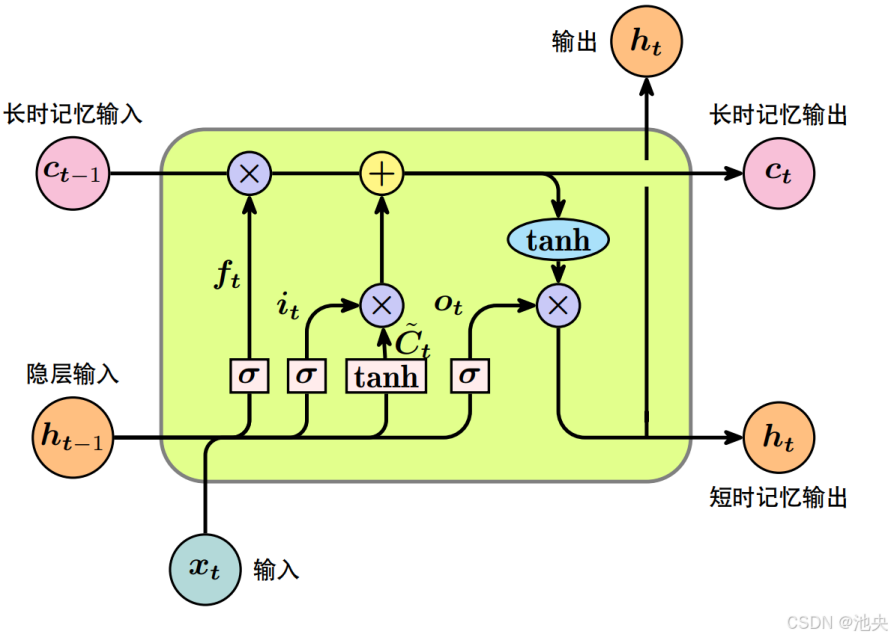 输出
h_t
长时记忆输入
长时记忆输出
c_{t−1}
×
+
c_t
tanh
f_t
i_t
×
o_t
×
C̃_t
隐层输入
σ
σ
tanh
σ
h_{t−1}
h_t
短时记忆输出
x_t
输入
CSDN @池央